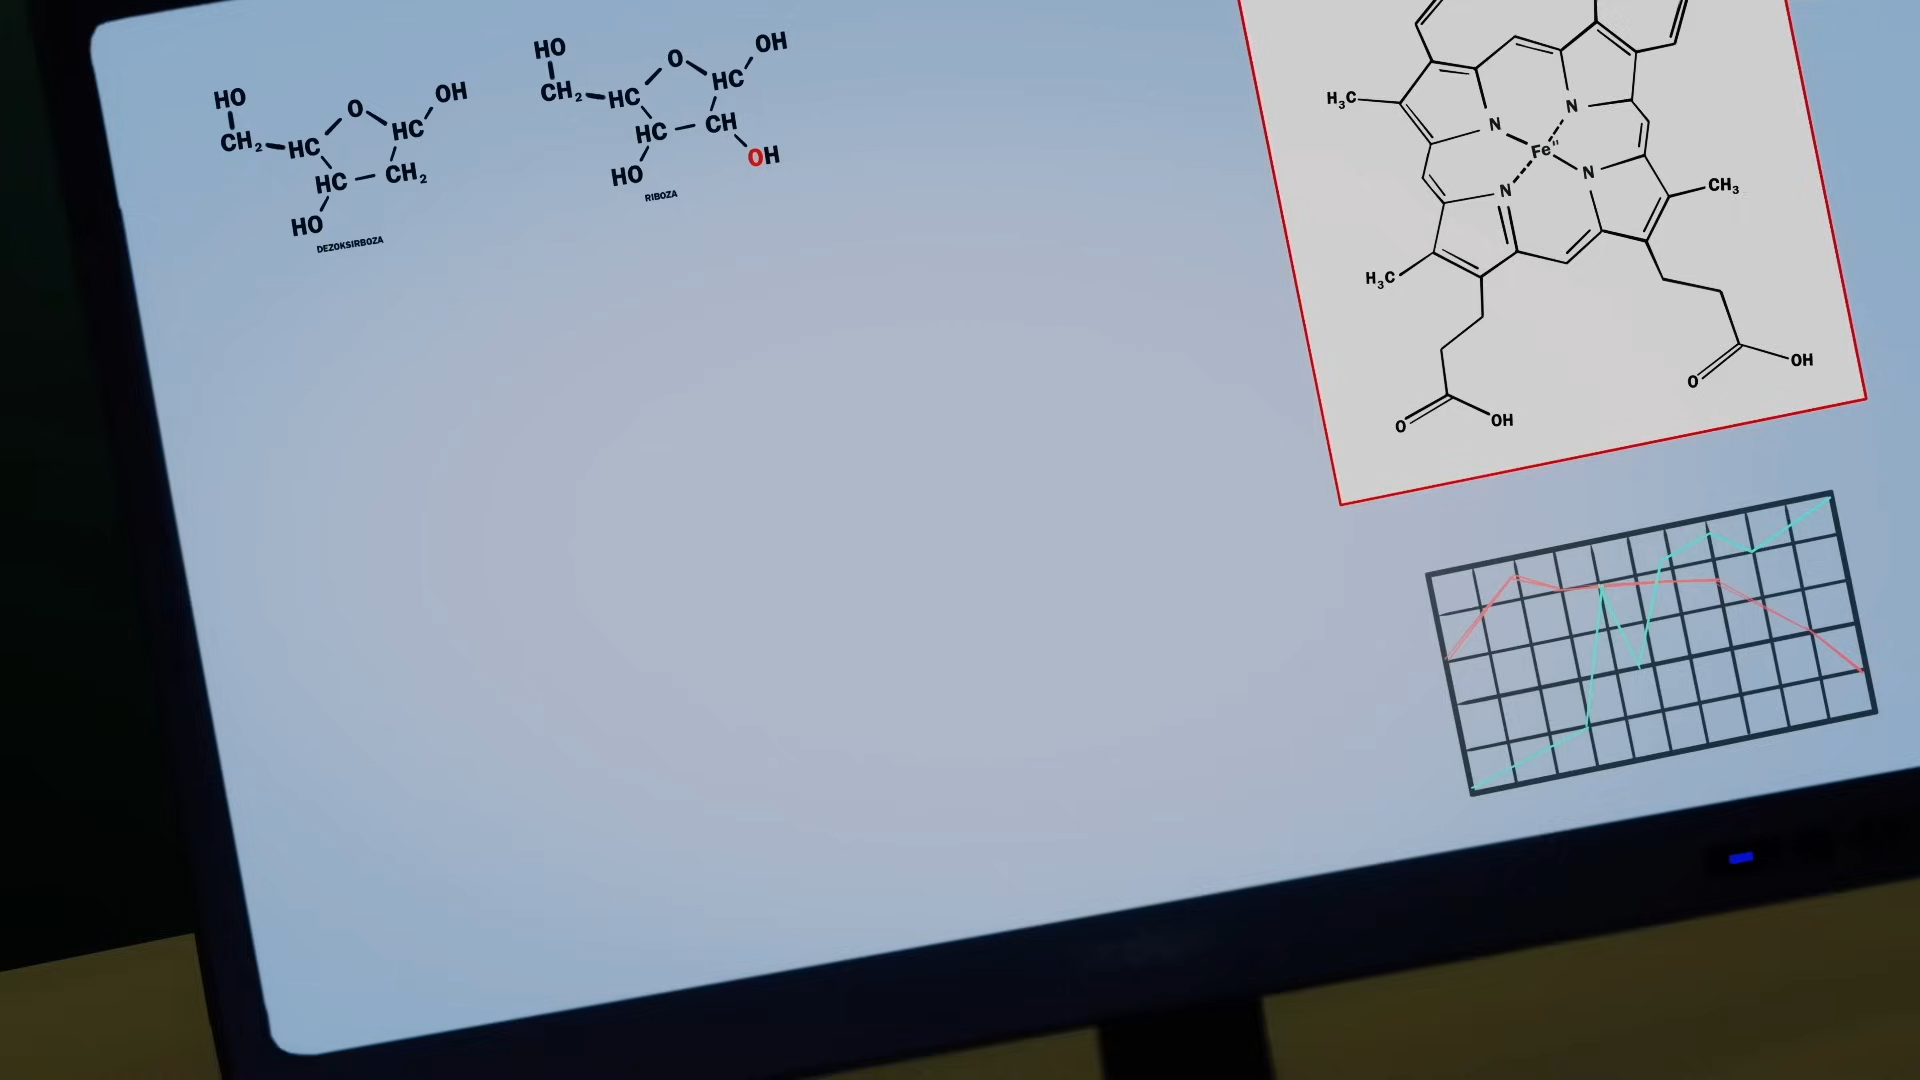 HO
OH
O
CH₂
HC
HC
HC
CH₂
HO
DEZOKSIRBOZA
HO
OH
O
CH₂
HC
HC
HC
CH
HO
OH
RIBOZA
H₃C
N
N
Fe"
N
N
CH₃
H₃C
O
OH
O
OH